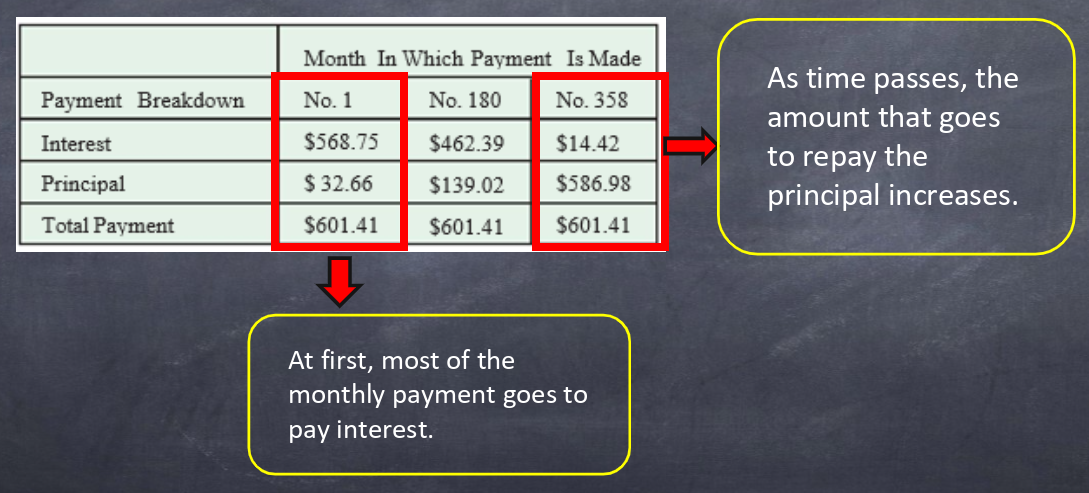 Month In Which Payment Is Made
Payment Breakdown No. 1 No. 180 No. 358
Interest $568.75 $462.39 $14.42
Principal $ 32.66 $139.02 $586.98
Total Payment $601.41 $601.41 $601.41
As time passes, the
amount that goes
to repay the
principal increases.
At first, most of the
monthly payment goes to
pay interest.